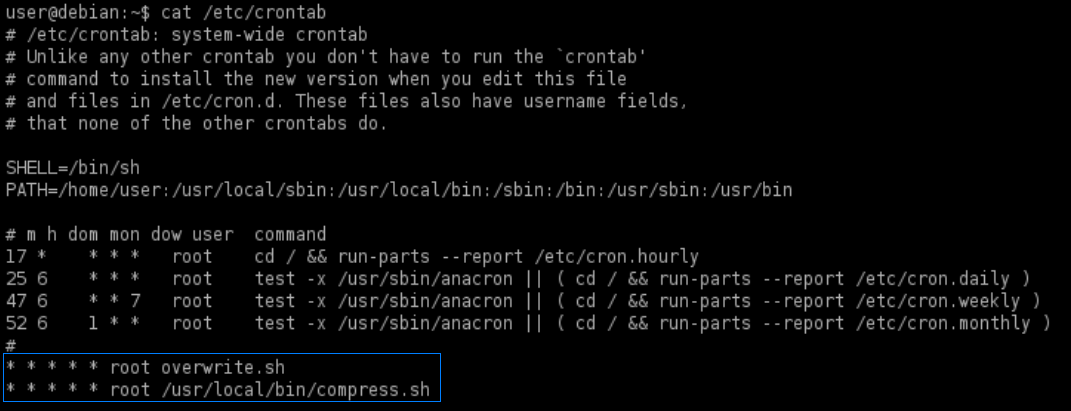 user@debian:~$ cat /etc/crontab
# /etc/crontab: system-wide crontab
# Unlike any other crontab you don't have to run the `crontab'
# command to install the new version when you edit this file
# and files in /etc/cron.d. These files also have username fields,
# that none of the other crontabs do.

SHELL=/bin/sh
PATH=/home/user:/usr/local/sbin:/usr/local/bin:/sbin:/bin:/usr/sbin:/usr/bin

# m h dom mon dow user  command
17 *    * * *   root    cd / && run-parts --report /etc/cron.hourly
25 6    * * *   root    test -x /usr/sbin/anacron || ( cd / && run-parts --report /etc/cron.daily )
47 6    * * 7   root    test -x /usr/sbin/anacron || ( cd / && run-parts --report /etc/cron.weekly )
52 6    1 * *   root    test -x /usr/sbin/anacron || ( cd / && run-parts --report /etc/cron.monthly )
#
* * * * * root overwrite.sh
* * * * * root /usr/local/bin/compress.sh